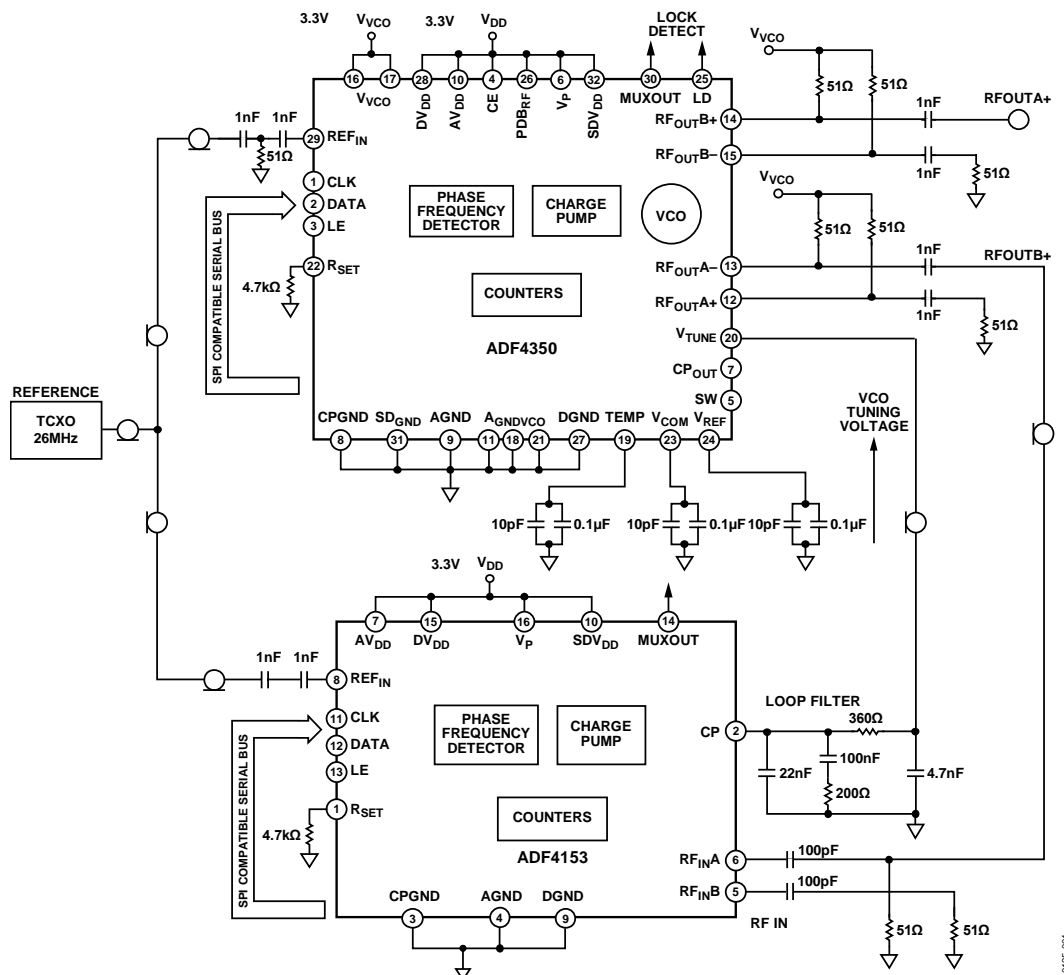 3.3V
VVCO
3.3V
VDD
LOCK
DETECT
VVCO
16
17
28
10
4
26
6
32
30
25
VVCO
DVDD
AVDD
CE
PDBRF
VP
SDVDD
MUXOUT
LD
51Ω
51Ω
1nF
RFOUTA+
RFOUTB+
14
1nF
1nF
29
REFIN
51Ω
RFOUTB–
15
1nF
51Ω
1
CLK
2
DATA
3
LE
VVCO
PHASE
FREQUENCY
DETECTOR
CHARGE
PUMP
VCO
51Ω
51Ω
SPI COMPATIBLE SERIAL BUS
22
RSET
4.7kΩ
RFOUTA–
13
1nF
RFOUTB+
COUNTERS
RFOUTA+
12
1nF
51Ω
ADF4350
VTUNE
20
CPOUT
7
SW
5
REFERENCE
TCXO
26MHz
CPGND
SDGND
AGND
AGNDVCO
DGND
TEMP
VCOM
VREF
8
31
9
11
18
21
27
19
23
24
VCO
TUNING
VOLTAGE
10pF
0.1µF
10pF
0.1µF
10pF
0.1µF
3.3V
VDD
7
15
16
10
14
AVDD
DVDD
VP
SDVDD
MUXOUT
1nF
1nF
8
REFIN
11
CLK
12
DATA
13
LE
PHASE
FREQUENCY
DETECTOR
CHARGE
PUMP
CP
2
LOOP FILTER
360Ω
22nF
100nF
4.7nF
200Ω
SPI COMPATIBLE SERIAL BUS
1
RSET
4.7kΩ
COUNTERS
ADF4153
RFINA
6
100pF
RFINB
5
100pF
CPGND
AGND
DGND
3
4
9
RF IN
51Ω
51Ω